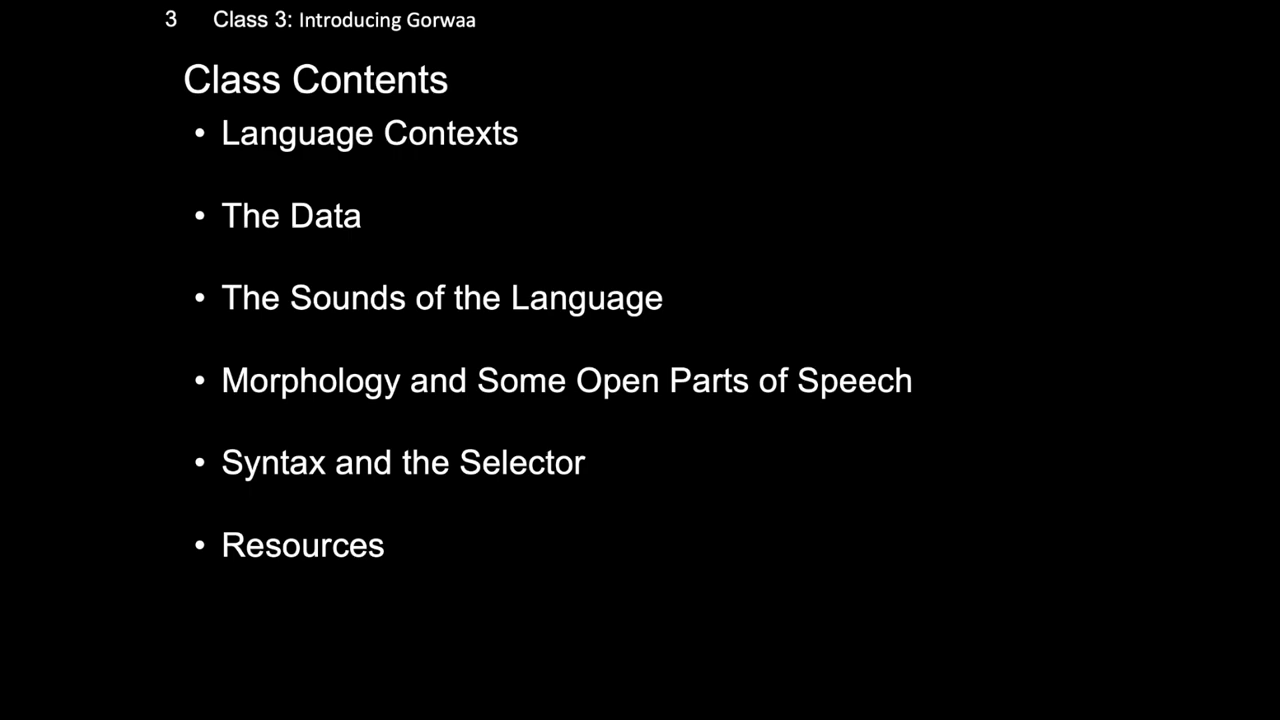 3 Class 3: Introducing Gorwaa
Class Contents
• Language Contexts
• The Data
• The Sounds of the Language
• Morphology and Some Open Parts of Speech
• Syntax and the Selector
• Resources